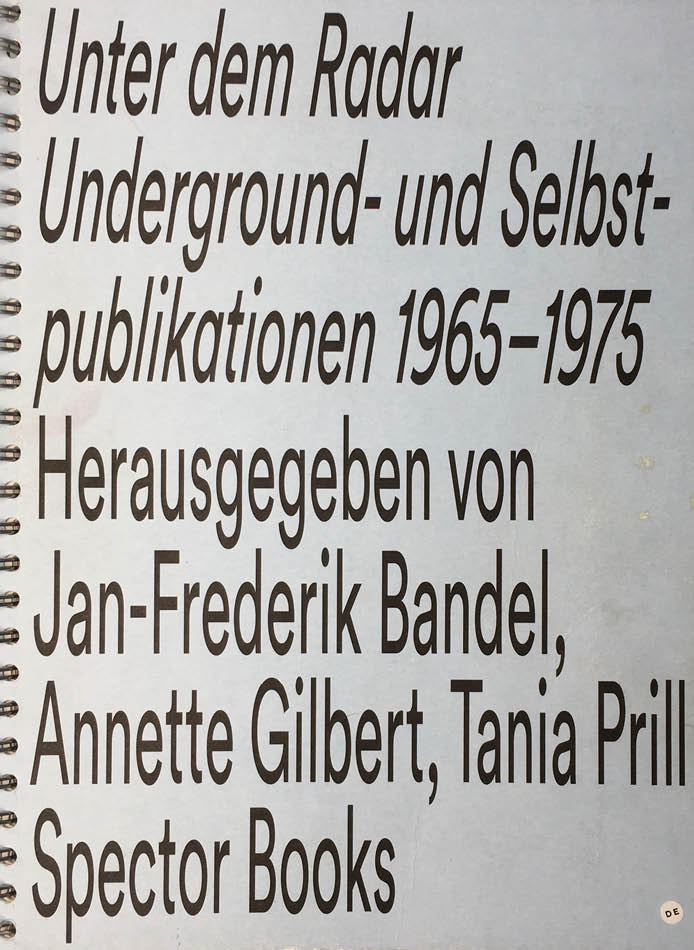 Unter dem Radar
Underground- und Selbst-
publikationen 1965–1975
Herausgegeben von
Jan-Frederik Bandel,
Annette Gilbert, Tania Prill
Spector Books
DE